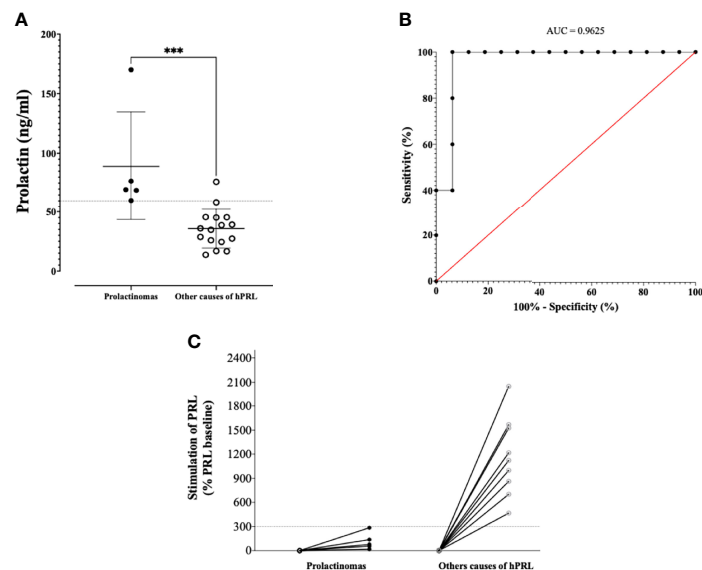 A
200
150
100
50
0
Prolactin (ng/ml)
***
Prolactinomas
Other causes of hPRL
B
AUC = 0.9625
100
80
60
40
20
0
Sensitivity (%)
20
40
60
80
100
100% - Specificity (%)
C
2400
2100
1800
1500
1200
900
600
300
0
Stimulation of PRL
(% PRL baseline)
Prolactinomas
Others causes of hPRL